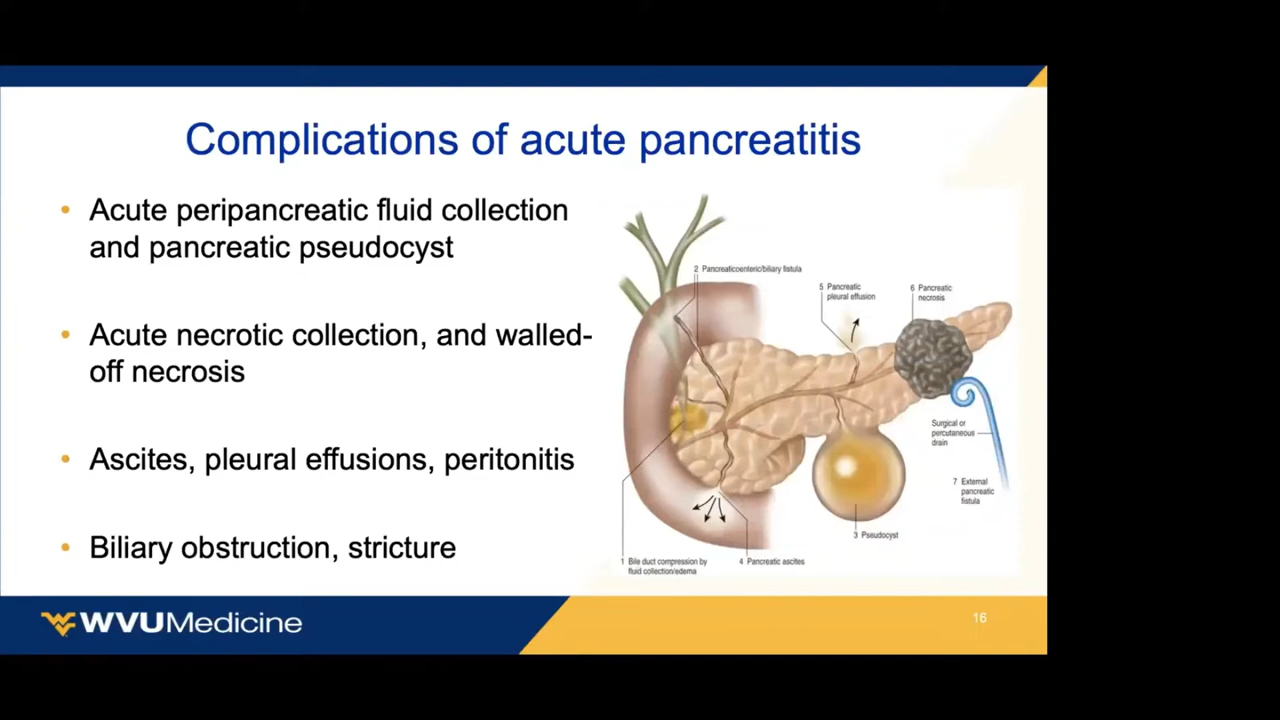 Complications of acute pancreatitis
• Acute peripancreatic fluid collection
and pancreatic pseudocyst
• Acute necrotic collection, and walled-
off necrosis
• Ascites, pleural effusions, peritonitis
• Biliary obstruction, stricture
2 Pancreaticoenteric/biliary fistula
5 Pancreatic
pleural effusion
6 Pancreatic
necrosis
Surgical or
percutaneous
drain
7 External
pancreatic
fistula
3 Pseudocyst
1 Bile duct compression by
fluid collection/edema
4 Pancreatic ascites
WVUMedicine
16